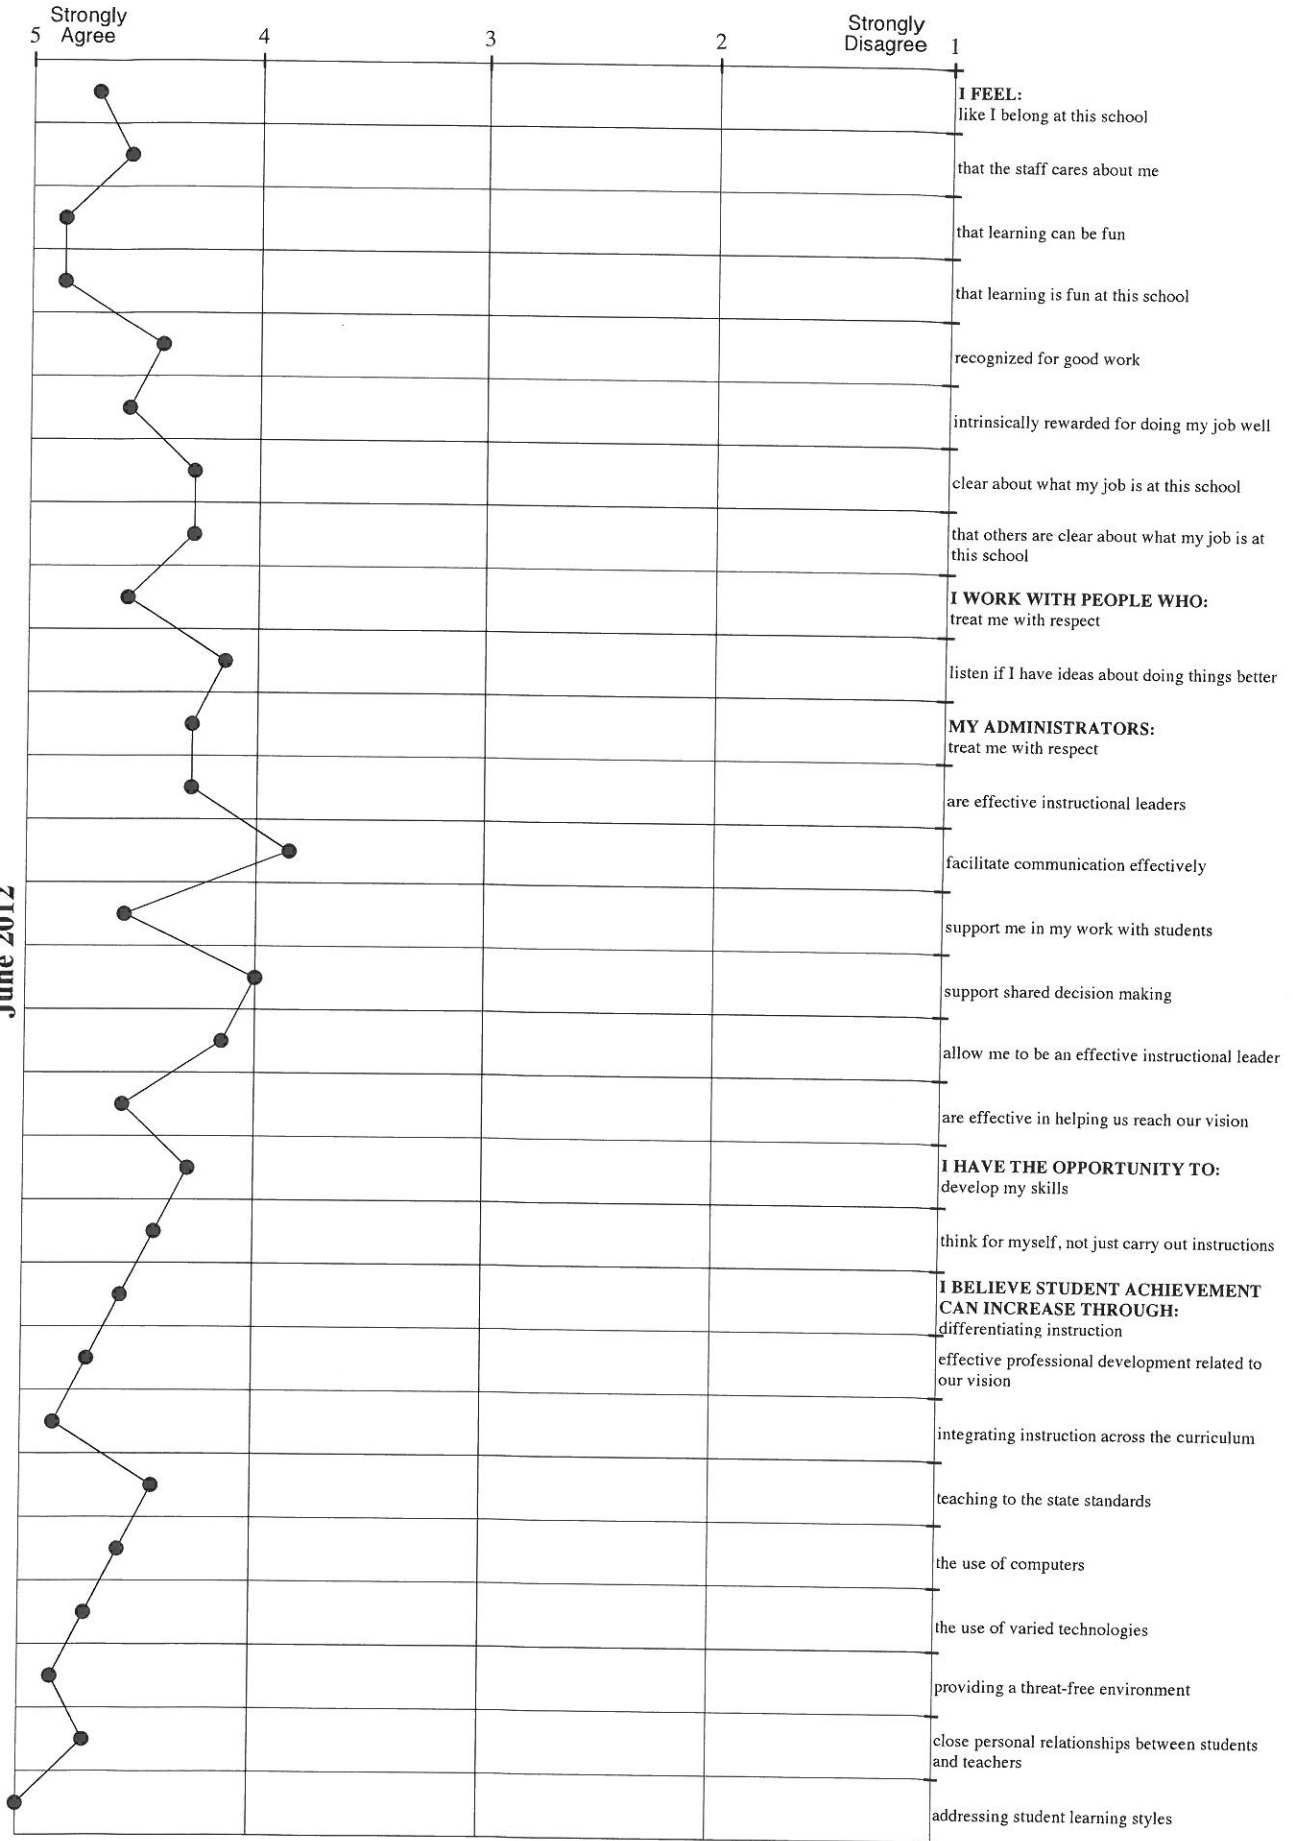 Strongly
5 Agree
4
3
2
Strongly
Disagree 1
I FEEL:
like I belong at this school
that the staff cares about me
that learning can be fun
that learning is fun at this school
recognized for good work
intrinsically rewarded for doing my job well
clear about what my job is at this school
that others are clear about what my job is at
this school
I WORK WITH PEOPLE WHO:
treat me with respect
listen if I have ideas about doing things better
MY ADMINISTRATORS:
treat me with respect
are effective instructional leaders
facilitate communication effectively
June 2012
support me in my work with students
support shared decision making
allow me to be an effective instructional leader
are effective in helping us reach our vision
I HAVE THE OPPORTUNITY TO:
develop my skills
think for myself, not just carry out instructions
I BELIEVE STUDENT ACHIEVEMENT
CAN INCREASE THROUGH:
differentiating instruction
effective professional development related to
our vision
integrating instruction across the curriculum
teaching to the state standards
the use of computers
the use of varied technologies
providing a threat-free environment
close personal relationships between students
and teachers
addressing student learning styles